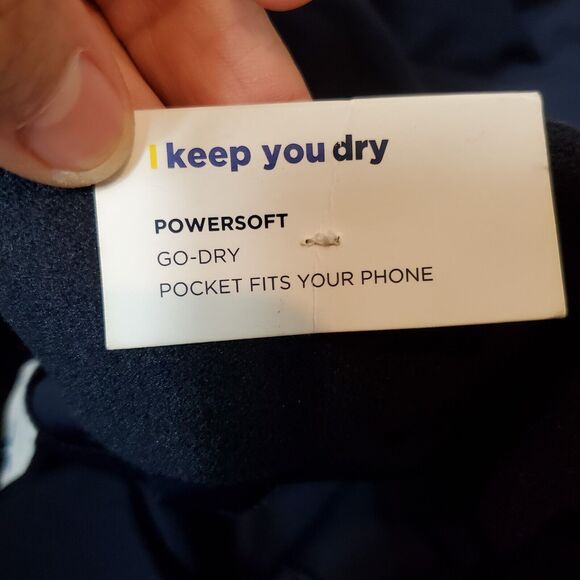 I keep you dry
POWERSOFT
GO-DRY
POCKET FITS YOUR PHONE